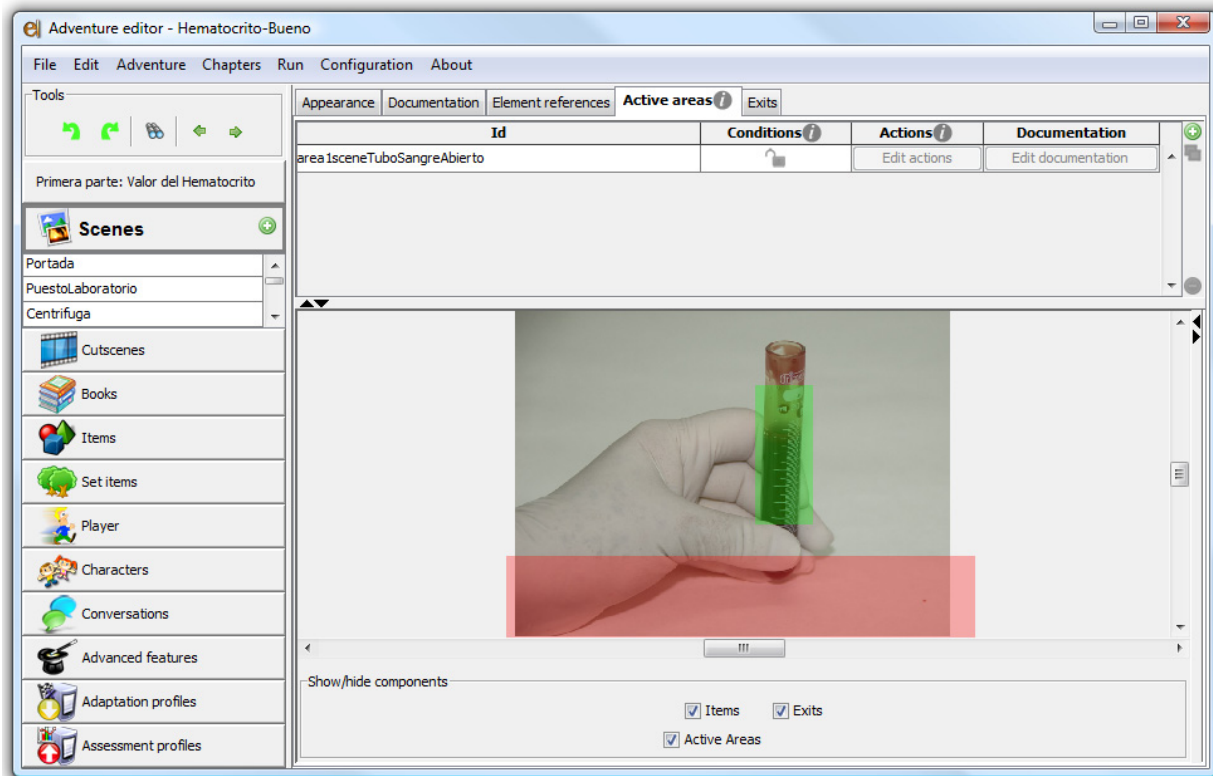 Adventure editor - Hematocrito-Bueno
File Edit Adventure Chapters Run Configuration About
Tools
Primera parte: Valor del Hematocrito
Scenes
Portada
PuestoLaboratorio
Centrifuga
Cutscenes
Books
Items
Set items
Player
Characters
Conversations
Advanced features
Adaptation profiles
Assessment profiles
Appearance Documentation Element references Active areas Exits
Id Conditions Actions Documentation
area1sceneTuboSangreAbierto Edit actions Edit documentation
Show/hide components
Items Exits
Active Areas